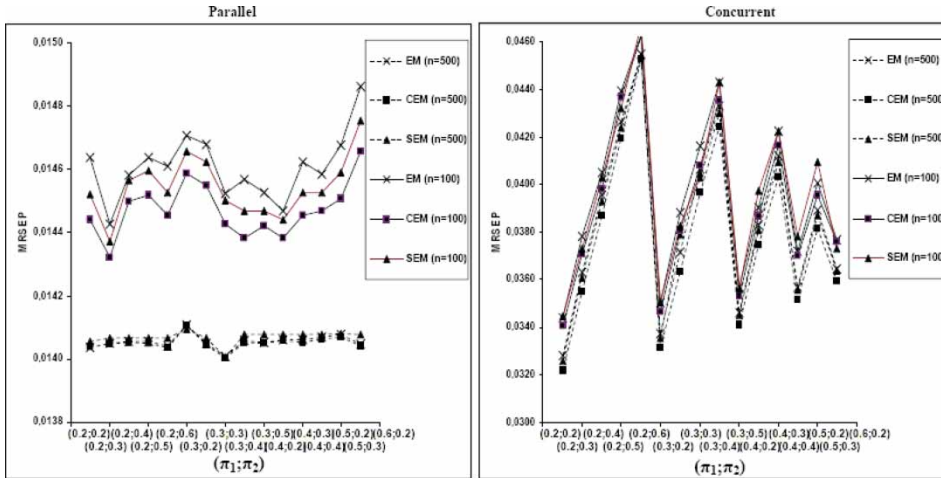 Parallel
0,0150
0,0148
0,0146
0,0144
0,0142
0,0140
0,0138
MRSEP
EM (n=500)
CEM (n=500)
SEM (n=500)
EM (n=100)
CEM (n=100)
SEM (n=100)
(0.2;0.2) (0.2;0.4) (0.2;0.6) (0.3;0.3) (0.3;0.5) (0.4;0.3) (0.5;0.2) (0.6;0.2)
(0.2;0.3) (0.2;0.5) (0.3;0.2) (0.3;0.4) (0.4;0.2) (0.4;0.4) (0.5;0.3)
(π1;π2)
Concurrent
0.0460
0.0440
0.0420
0.0400
0.0380
0.0360
0.0340
0.0320
0.0300
MRSEP
EM (n=500)
CEM (n=500)
SEM (n=500)
EM (n=100)
CEM (n=100)
SEM (n=100)
(0.2;0.2) (0.2;0.4) (0.2;0.6) (0.3;0.3) (0.3;0.5) (0.4;0.3) (0.5;0.2) (0.6;0.2)
(0.2;0.3) (0.2;0.5) (0.3;0.2) (0.3;0.4) (0.4;0.2) (0.4;0.4) (0.5;0.3)
(π1;π2)